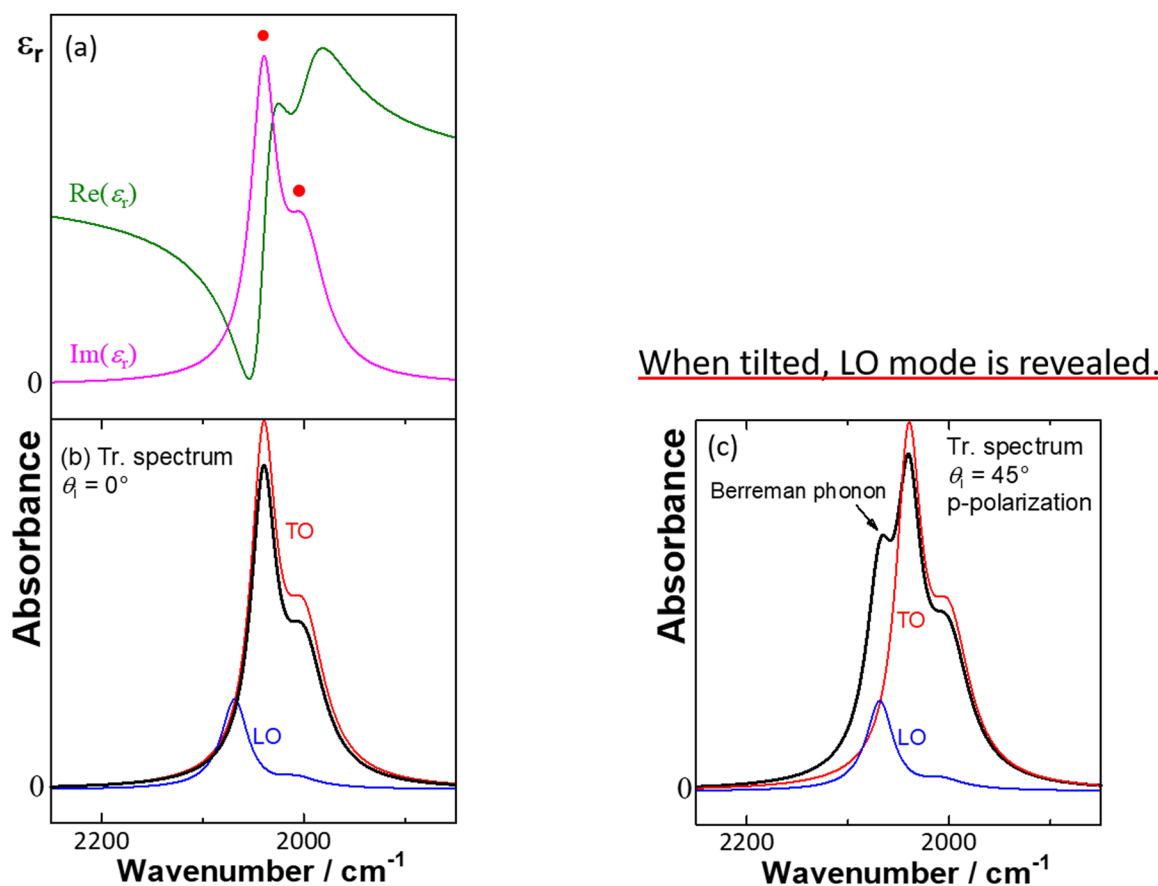 εr
(a)
Re(εr)
Im(εr)
0
When tilted, LO mode is revealed.
Absorbance
(b) Tr. spectrum
θi = 0°
TO
LO
0
2200
2000
Wavenumber / cm-1
Absorbance
(c)
Tr. spectrum
θi = 45°
p-polarization
Berreman phonon
TO
LO
0
2200
2000
Wavenumber / cm-1